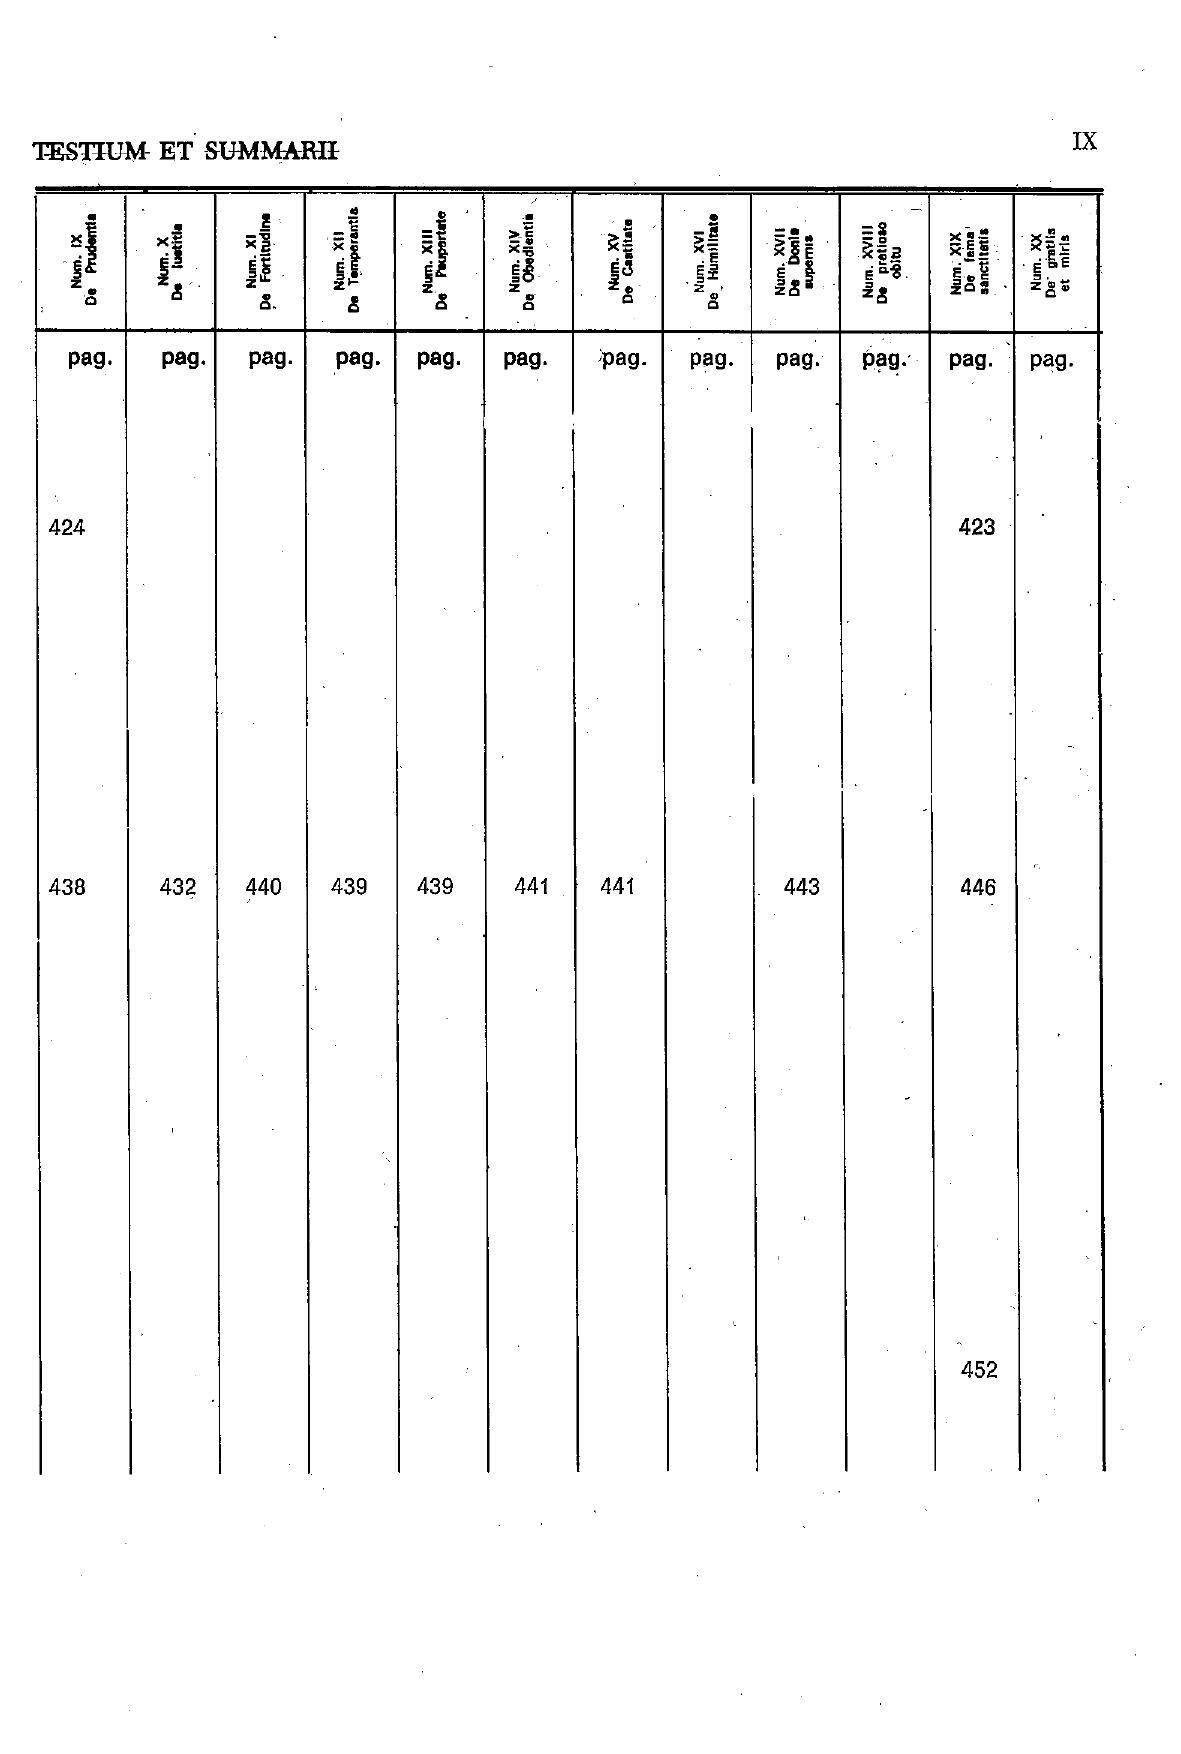 TESTIUM ET SUMMARII
IX
Num. IX
De Prudentia
Num. X
De Iustitia
Num. XI
De Fortitudine
Num. XII
De Temperantia
Num. XIII
De Paupertate
Num. XIV
De Obedientia
Num. XV
De Castitate
Num. XVI
De Humilitate
Num. XVII
De Donis
supernis
Num. XVIII
De pretioso
obitu
Num. XIX
De fama
sanctitatis
Num. XX
De gratiis
et miris
pag. pag. pag. pag. pag. pag. pag. pag. pag. pag. pag. pag.
424 423
438 432 440 439 439 441 441 443 446
452